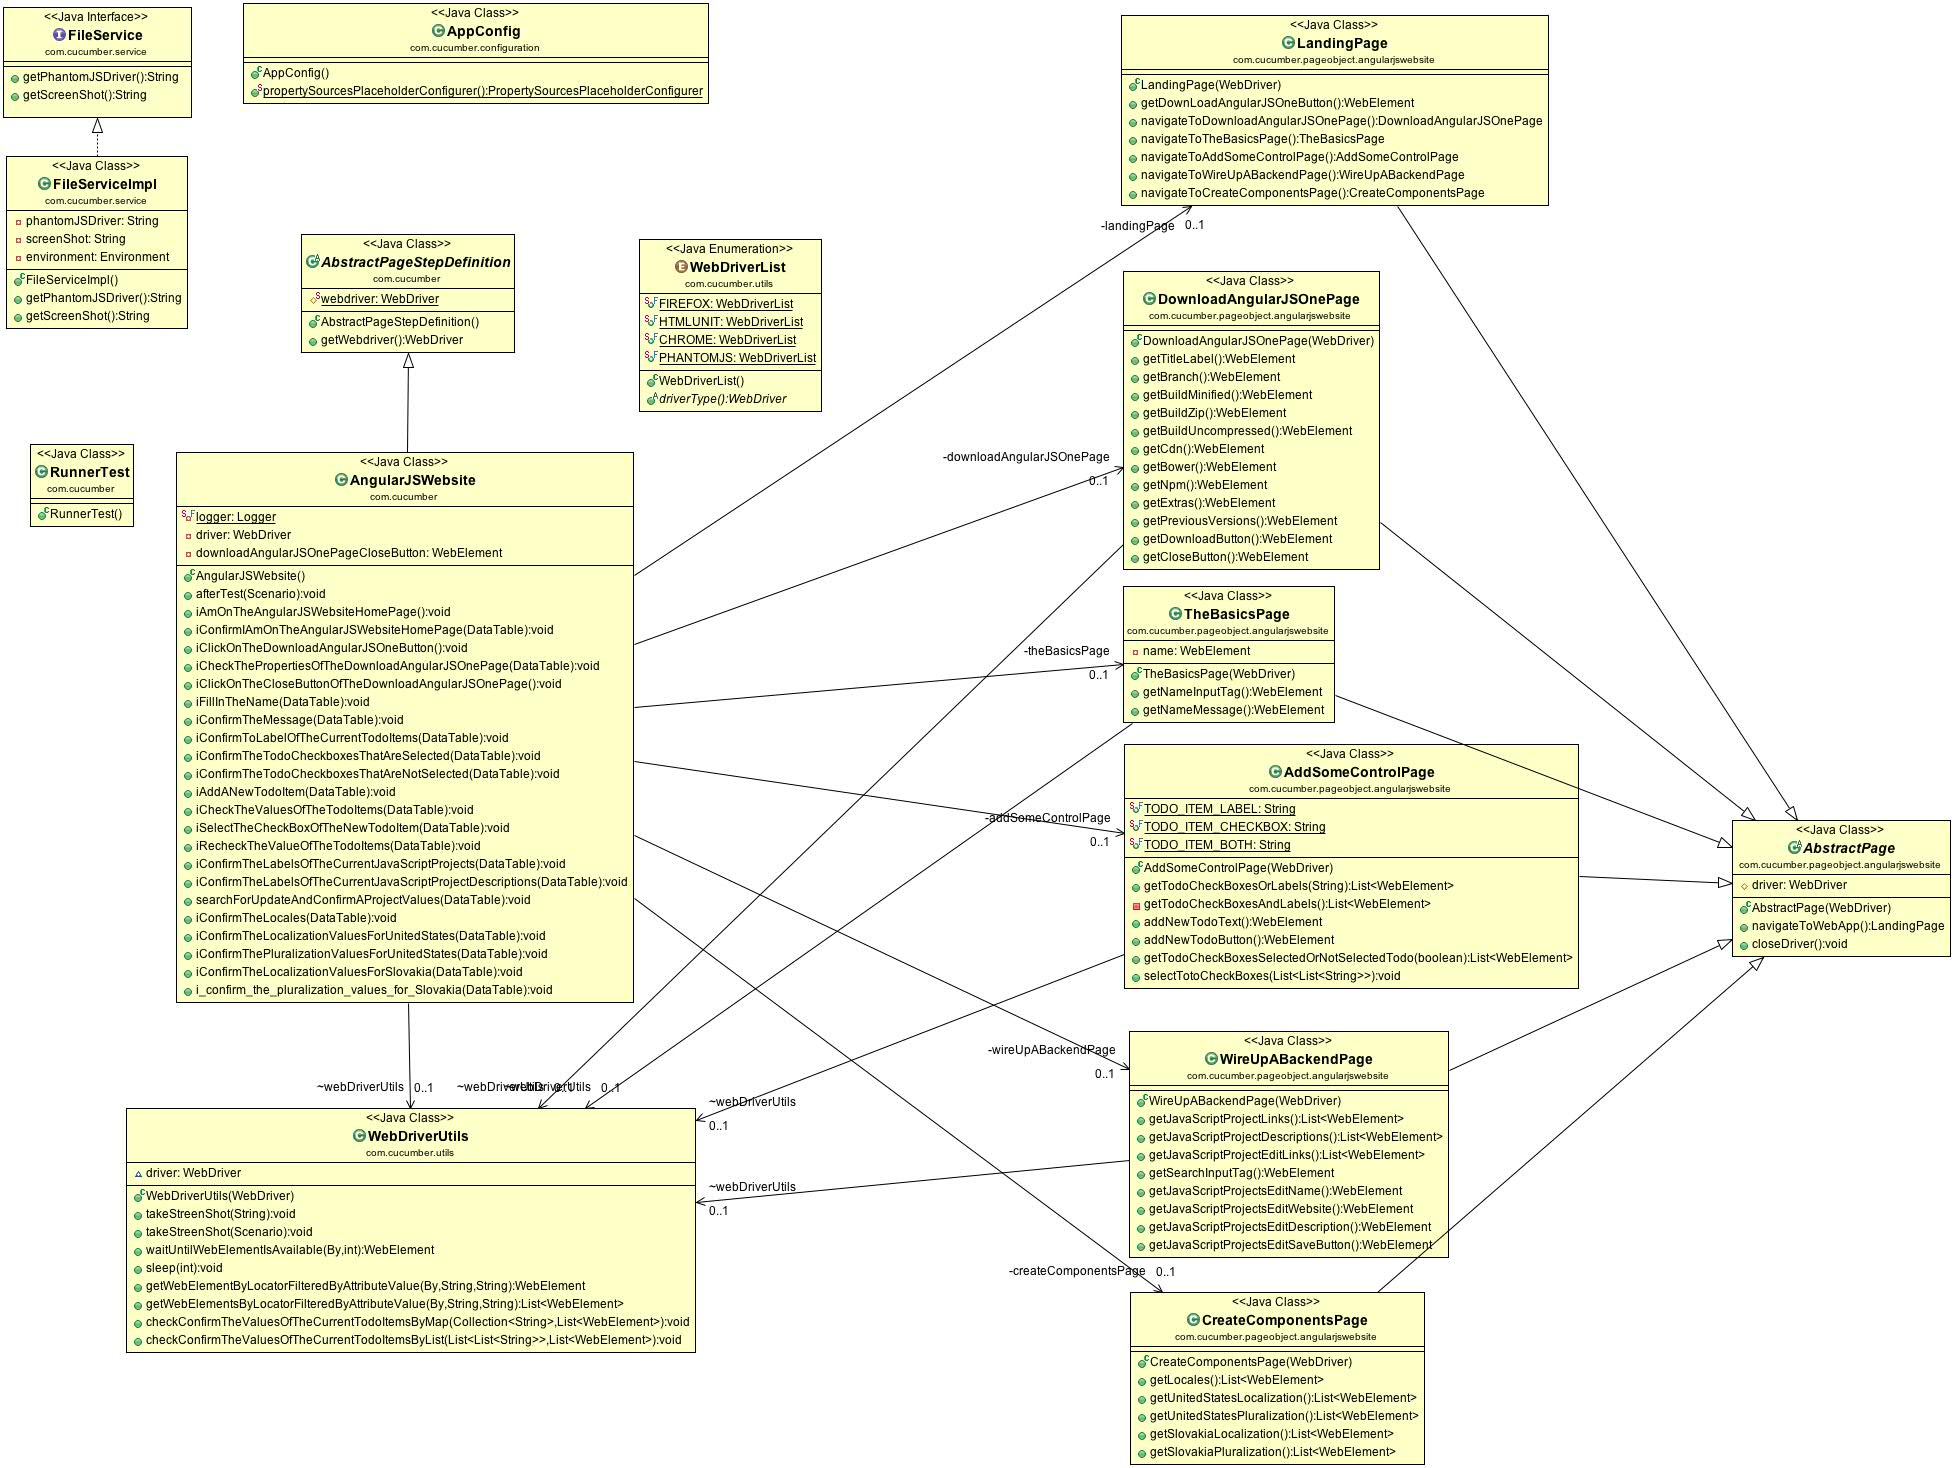 <<Java Interface>>
FileService
com.cucumber.service
getPhantomJSDriver():String
getScreenShot():String
<<Java Class>>
FileServiceImpl
com.cucumber.service
phantomJSDriver: String
screenShot: String
environment: Environment
FileServiceImpl()
getPhantomJSDriver():String
getScreenShot():String
<<Java Class>>
AppConfig
com.cucumber.configuration
AppConfig()
propertySourcesPlaceholderConfigurer():PropertySourcesPlaceholderConfigurer
<<Java Class>>
AbstractPageStepDefinition
com.cucumber
webdriver: WebDriver
AbstractPageStepDefinition()
getWebdriver():WebDriver
<<Java Enumeration>>
WebDriverList
com.cucumber.utils
FIREFOX: WebDriverList
HTMLUNIT: WebDriverList
CHROME: WebDriverList
PHANTOMJS: WebDriverList
WebDriverList()
driverType():WebDriver
<<Java Class>>
RunnerTest
com.cucumber
RunnerTest()
<<Java Class>>
AngularJSWebsite
com.cucumber
logger: Logger
driver: WebDriver
downloadAngularJSOnePageCloseButton: WebElement
AngularJSWebsite()
afterTest(Scenario):void
iAmOnTheAngularJSWebsiteHomePage():void
iConfirmIAmOnTheAngularJSWebsiteHomePage(DataTable):void
iClickOnTheDownloadAngularJSOneButton():void
iCheckThePropertiesOfTheDownloadAngularJSOnePage(DataTable):void
iClickOnTheCloseButtonOfTheDownloadAngularJSOnePage():void
iFillInTheName(DataTable):void
iConfirmTheMessage(DataTable):void
iConfirmToLabelOfTheCurrentTodoItems(DataTable):void
iConfirmTheTodoCheckboxesThatAreSelected(DataTable):void
iConfirmTheTodoCheckboxesThatAreNotSelected(DataTable):void
iAddANewTodoItem(DataTable):void
iCheckTheValuesOfTheTodoItems(DataTable):void
iSelectTheCheckBoxOfTheNewTodoItem(DataTable):void
iRecheckTheValueOfTheTodoItems(DataTable):void
iConfirmTheLabelsOfTheCurrentJavaScriptProjects(DataTable):void
iConfirmTheLabelsOfTheCurrentJavaScriptProjectDescriptions(DataTable):void
searchForUpdateAndConfirmAProjectValues(DataTable):void
iConfirmTheLocales(DataTable):void
iConfirmTheLocalizationValuesForUnitedStates(DataTable):void
iConfirmThePluralizationValuesForUnitedStates(DataTable):void
iConfirmTheLocalizationValuesForSlovakia(DataTable):void
i_confirm_the_pluralization_values_for_Slovakia(DataTable):void
-landingPage
0..1
-downloadAngularJSOnePage
0..1
-theBasicsPage
0..1
-addSomeControlPage
0..1
-wireUpABackendPage
0..1
-createComponentsPage
0..1
~webDriverUtils
0..1
~webDriverUtils
0..1
~webDriverUtils
0..1
~webDriverUtils
0..1
~webDriverUtils
0..1
<<Java Class>>
WebDriverUtils
com.cucumber.utils
driver: WebDriver
WebDriverUtils(WebDriver)
takeStreenShot(String):void
takeStreenShot(Scenario):void
waitUntilWebElementIsAvailable(By,int):WebElement
sleep(int):void
getWebElementByLocatorFilteredByAttributeValue(By,String,String):WebElement
getWebElementsByLocatorFilteredByAttributeValue(By,String,String):List<WebElement>
checkConfirmTheValuesOfTheCurrentTodoItemsByMap(Collection<String>,List<WebElement>):void
checkConfirmTheValuesOfTheCurrentTodoItemsByList(List<List<String>>,List<WebElement>):void
<<Java Class>>
LandingPage
com.cucumber.pageobject.angularjswebsite
LandingPage(WebDriver)
getDownLoadAngularJSOneButton():WebElement
navigateToDownloadAngularJSOnePage():DownloadAngularJSOnePage
navigateToTheBasicsPage():TheBasicsPage
navigateToAddSomeControlPage():AddSomeControlPage
navigateToWireUpABackendPage():WireUpABackendPage
navigateToCreateComponentsPage():CreateComponentsPage
<<Java Class>>
DownloadAngularJSOnePage
com.cucumber.pageobject.angularjswebsite
DownloadAngularJSOnePage(WebDriver)
getTitleLabel():WebElement
getBranch():WebElement
getBuildMinified():WebElement
getBuildZip():WebElement
getBuildUncompressed():WebElement
getCdn():WebElement
getBower():WebElement
getNpm():WebElement
getExtras():WebElement
getPreviousVersions():WebElement
getDownloadButton():WebElement
getCloseButton():WebElement
<<Java Class>>
TheBasicsPage
com.cucumber.pageobject.angularjswebsite
name: WebElement
TheBasicsPage(WebDriver)
getNameInputTag():WebElement
getNameMessage():WebElement
<<Java Class>>
AddSomeControlPage
com.cucumber.pageobject.angularjswebsite
TODO_ITEM_LABEL: String
TODO_ITEM_CHECKBOX: String
TODO_ITEM_BOTH: String
AddSomeControlPage(WebDriver)
getTodoCheckBoxesOrLabels(String):List<WebElement>
getTodoCheckBoxesAndLabels():List<WebElement>
addNewTodoText():WebElement
addNewTodoButton():WebElement
getTodoCheckBoxesSelectedOrNotSelectedTodo(boolean):List<WebElement>
selectTotoCheckBoxes(List<List<String>>):void
<<Java Class>>
WireUpABackendPage
com.cucumber.pageobject.angularjswebsite
WireUpABackendPage(WebDriver)
getJavaScriptProjectLinks():List<WebElement>
getJavaScriptProjectDescriptions():List<WebElement>
getJavaScriptProjectEditLinks():List<WebElement>
getSearchInputTag():WebElement
getJavaScriptProjectsEditName():WebElement
getJavaScriptProjectsEditWebsite():WebElement
getJavaScriptProjectsEditDescription():WebElement
getJavaScriptProjectsEditSaveButton():WebElement
<<Java Class>>
CreateComponentsPage
com.cucumber.pageobject.angularjswebsite
CreateComponentsPage(WebDriver)
getLocales():List<WebElement>
getUnitedStatesLocalization():List<WebElement>
getUnitedStatesPluralization():List<WebElement>
getSlovakiaLocalization():List<WebElement>
getSlovakiaPluralization():List<WebElement>
<<Java Class>>
AbstractPage
com.cucumber.pageobject.angularjswebsite
driver: WebDriver
AbstractPage(WebDriver)
navigateToWebApp():LandingPage
closeDriver():void